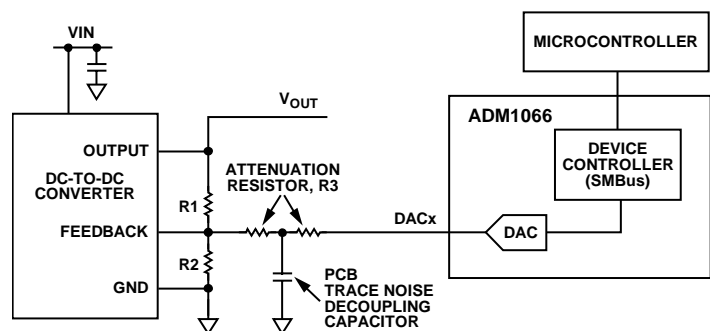 VIN
MICROCONTROLLER
VOUT
ADM1066
OUTPUT
DEVICE
CONTROLLER
(SMBus)
DC-TO-DC
CONVERTER
ATTENUATION
RESISTOR, R3
R1
FEEDBACK
DACx
DAC
R2
GND
PCB
TRACE NOISE
DECOUPLING
CAPACITOR